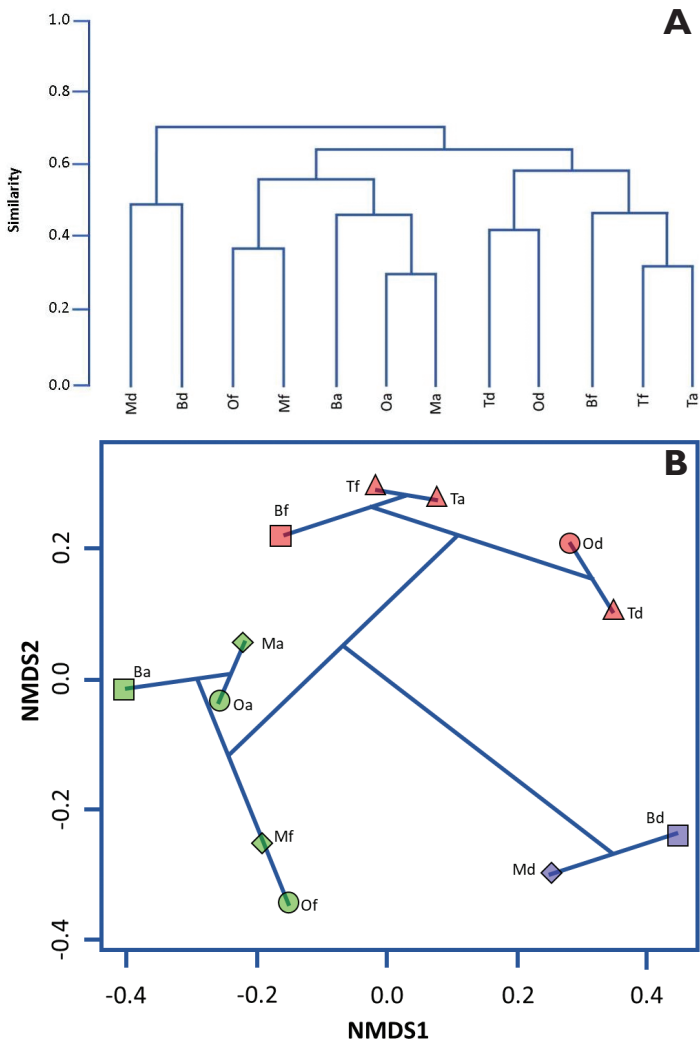 A
1.0
0.8
0.6
0.4
0.2
0.0
Similarity
Md Bd Of Mf Ba Oa Ma Td Od Bf Tf Ta
B
Tf
Ta
Bf
Od
Td
Ma
Ba
Oa
Mf
Of
Bd
Md
0.2
0.0
-0.2
-0.4
NMDS2
-0.4 -0.2 0.0 0.2 0.4
NMDS1